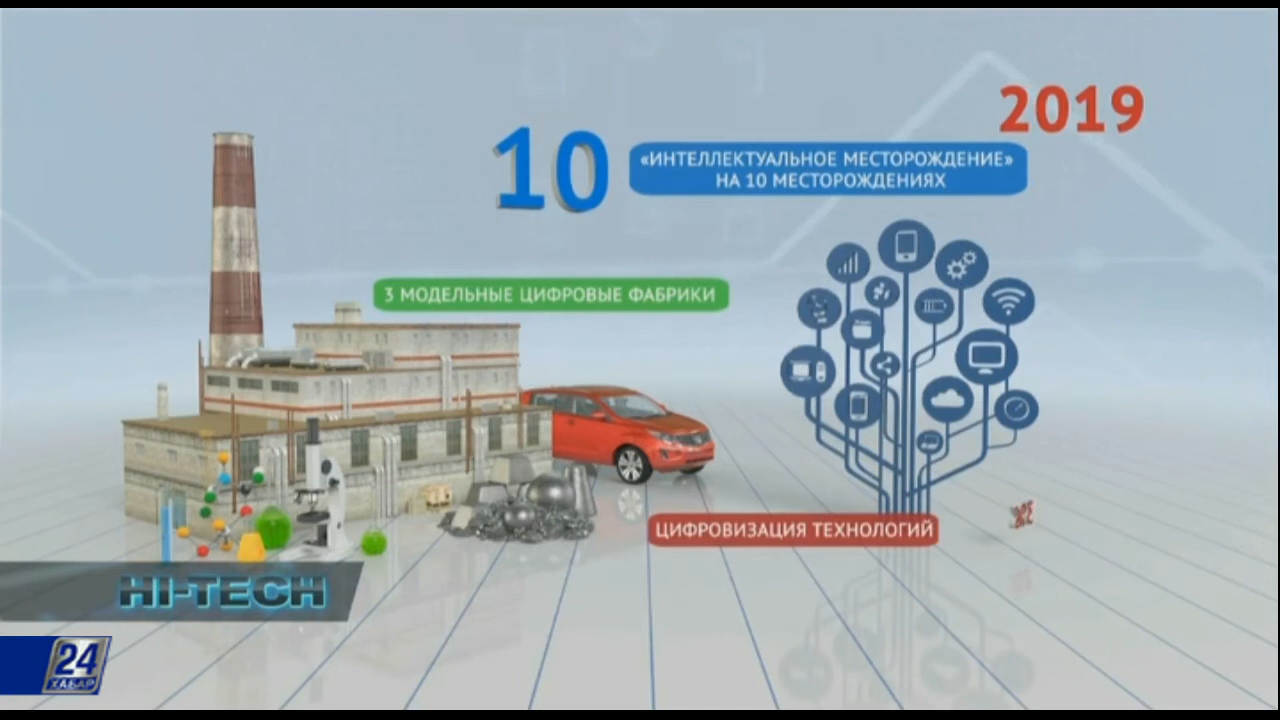 2019
10
«ИНТЕЛЛЕКТУАЛЬНОЕ МЕСТОРОЖДЕНИЕ»
НА 10 МЕСТОРОЖДЕНИЯХ
3 МОДЕЛЬНЫЕ ЦИФРОВЫЕ ФАБРИКИ
ЦИФРОВИЗАЦИЯ ТЕХНОЛОГИЙ
HI-TECH
24
ХАБАР